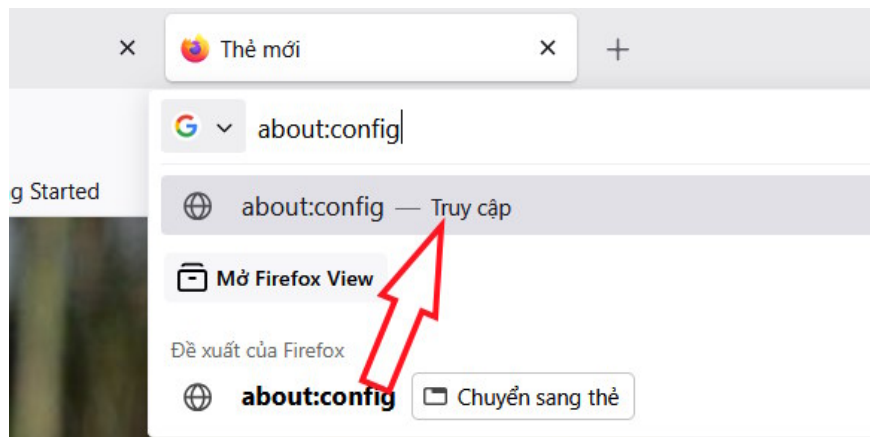 Thẻ mới
about:config
g Started
about:config — Truy cập
Mở Firefox View
Đề xuất của Firefox
about:config Chuyển sang thẻ